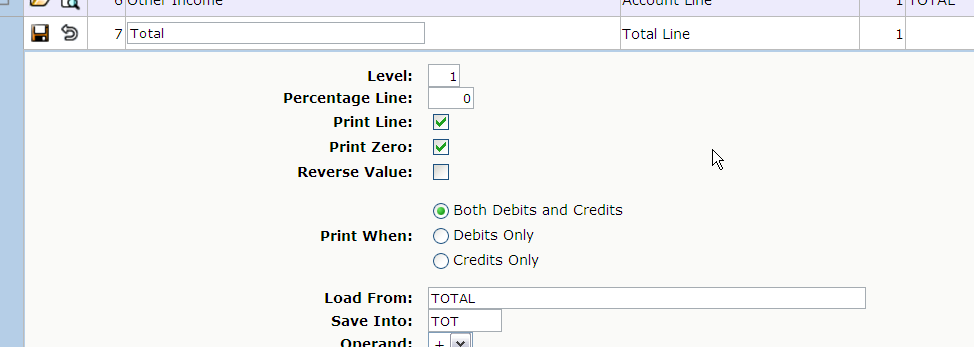 6 Other Income Account Line 1 TOTAL
7 Total Total Line 1
Level: 1
Percentage Line: 0
Print Line:
Print Zero:
Reverse Value:
Both Debits and Credits
Print When: Debits Only
Credits Only
Load From: TOTAL
Save Into: TOT
Operand: +